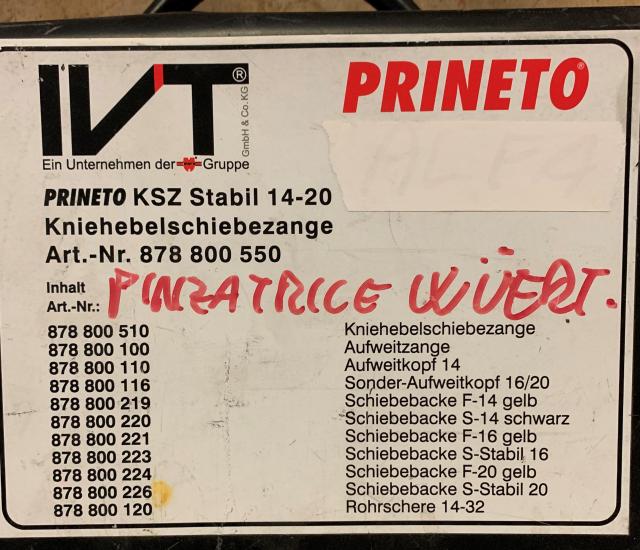 IVT®
GmbH & Co. KG
PRINETO®
Ein Unternehmen der Gruppe
PRINETO KSZ Stabil 14-20
Kniehebelschiebezange
Art.-Nr. 878 800 550
Inhalt
Art.-Nr.:
PINZATRICE WÜERT.
878 800 510 Kniehebelschiebezange
878 800 100 Aufweitzange
878 800 110 Aufweitkopf 14
878 800 116 Sonder-Aufweitkopf 16/20
878 800 219 Schiebebacke F-14 gelb
878 800 220 Schiebebacke S-14 schwarz
878 800 221 Schiebebacke F-16 gelb
878 800 223 Schiebebacke S-Stabil 16
878 800 224 Schiebebacke F-20 gelb
878 800 226 Schiebebacke S-Stabil 20
878 800 120 Rohrschere 14-32